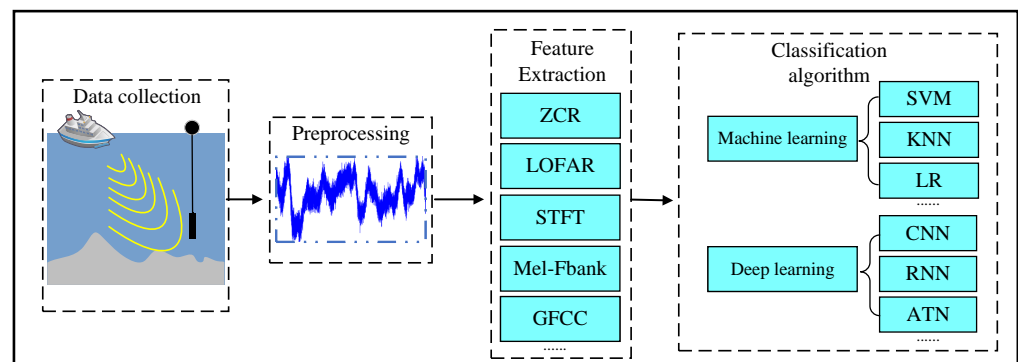 Data collection
Preprocessing
Feature
Extraction
ZCR
LOFAR
STFT
Mel-Fbank
GFCC
......
Classification
algorithm
Machine learning
SVM
KNN
LR
......
Deep learning
CNN
RNN
ATN
......